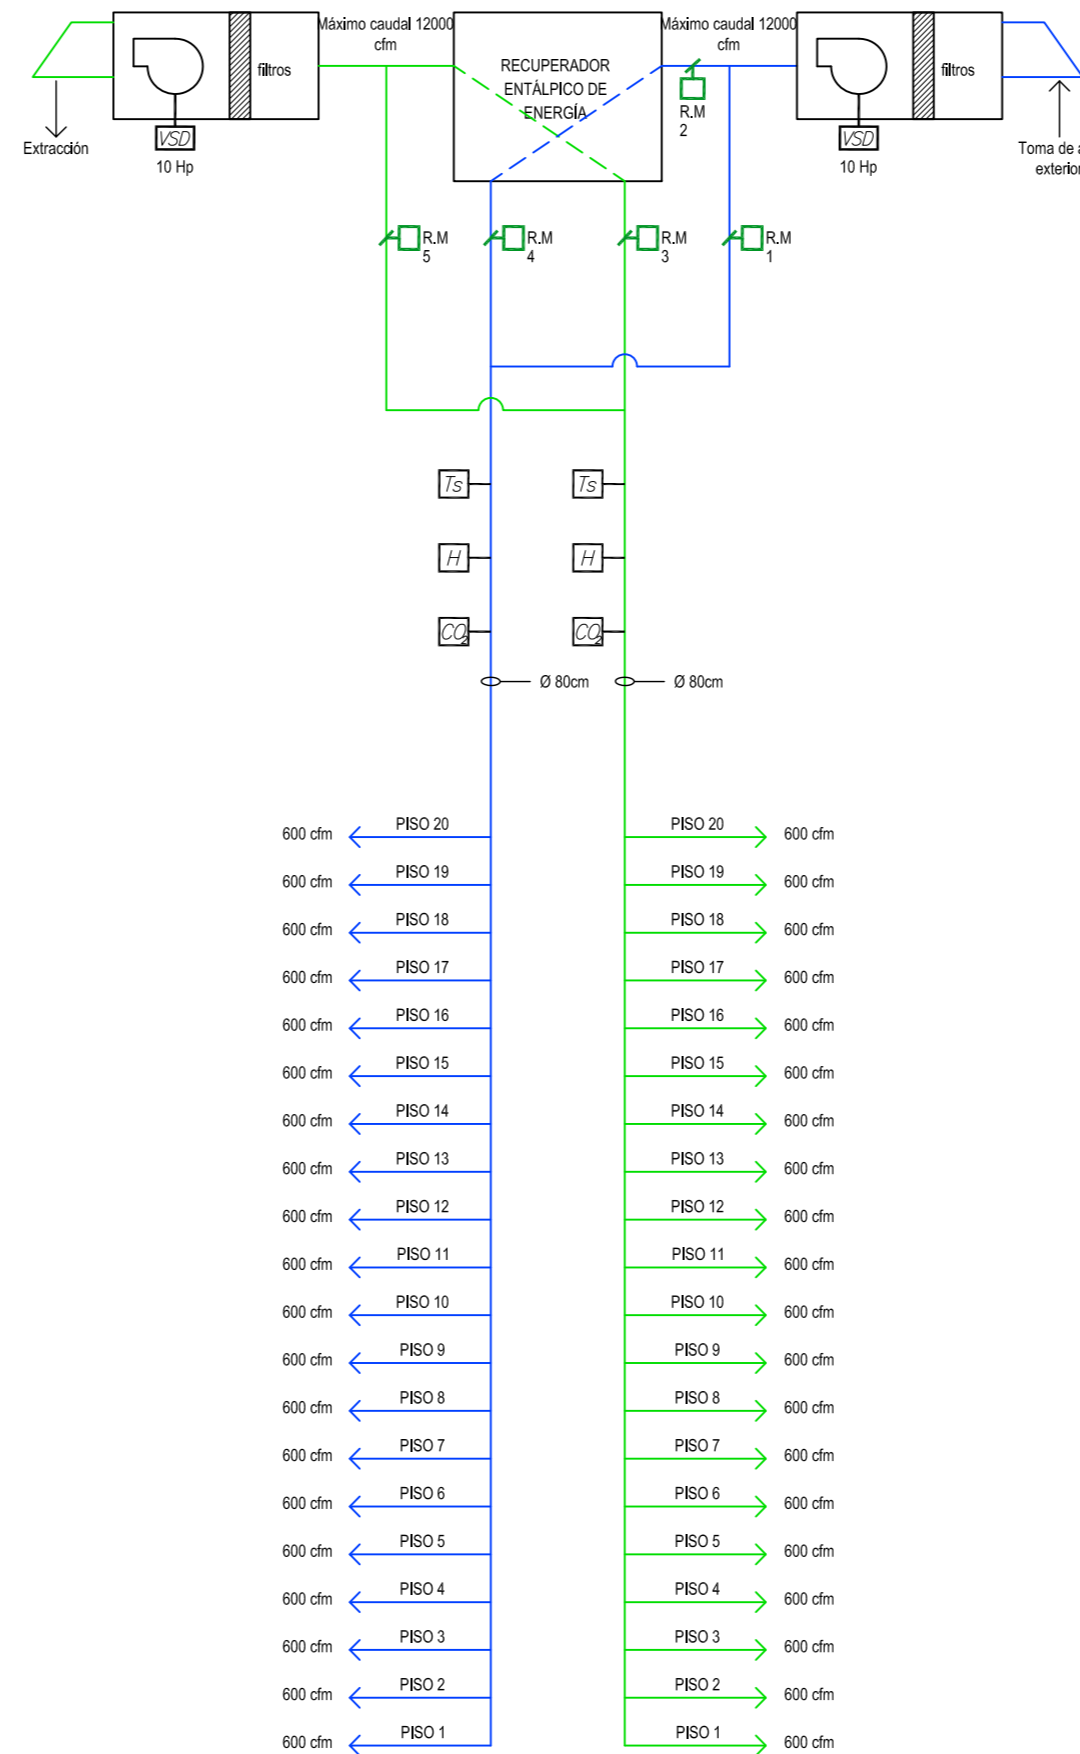 Máximo caudal 12000
cfm
Máximo caudal 12000
cfm
filtros
RECUPERADOR
ENTÁLPICO DE
ENERGÍA
filtros
R.M
2
VSD
10 Hp
VSD
10 Hp
Extracción
Toma de a
exterior
R.M
5
R.M
4
R.M
3
R.M
1
Ts
Ts
H
H
CO2
CO2
Ø 80cm
Ø 80cm
600 cfm PISO 20 PISO 20 600 cfm
600 cfm PISO 19 PISO 19 600 cfm
600 cfm PISO 18 PISO 18 600 cfm
600 cfm PISO 17 PISO 17 600 cfm
600 cfm PISO 16 PISO 16 600 cfm
600 cfm PISO 15 PISO 15 600 cfm
600 cfm PISO 14 PISO 14 600 cfm
600 cfm PISO 13 PISO 13 600 cfm
600 cfm PISO 12 PISO 12 600 cfm
600 cfm PISO 11 PISO 11 600 cfm
600 cfm PISO 10 PISO 10 600 cfm
600 cfm PISO 9 PISO 9 600 cfm
600 cfm PISO 8 PISO 8 600 cfm
600 cfm PISO 7 PISO 7 600 cfm
600 cfm PISO 6 PISO 6 600 cfm
600 cfm PISO 5 PISO 5 600 cfm
600 cfm PISO 4 PISO 4 600 cfm
600 cfm PISO 3 PISO 3 600 cfm
600 cfm PISO 2 PISO 2 600 cfm
600 cfm PISO 1 PISO 1 600 cfm